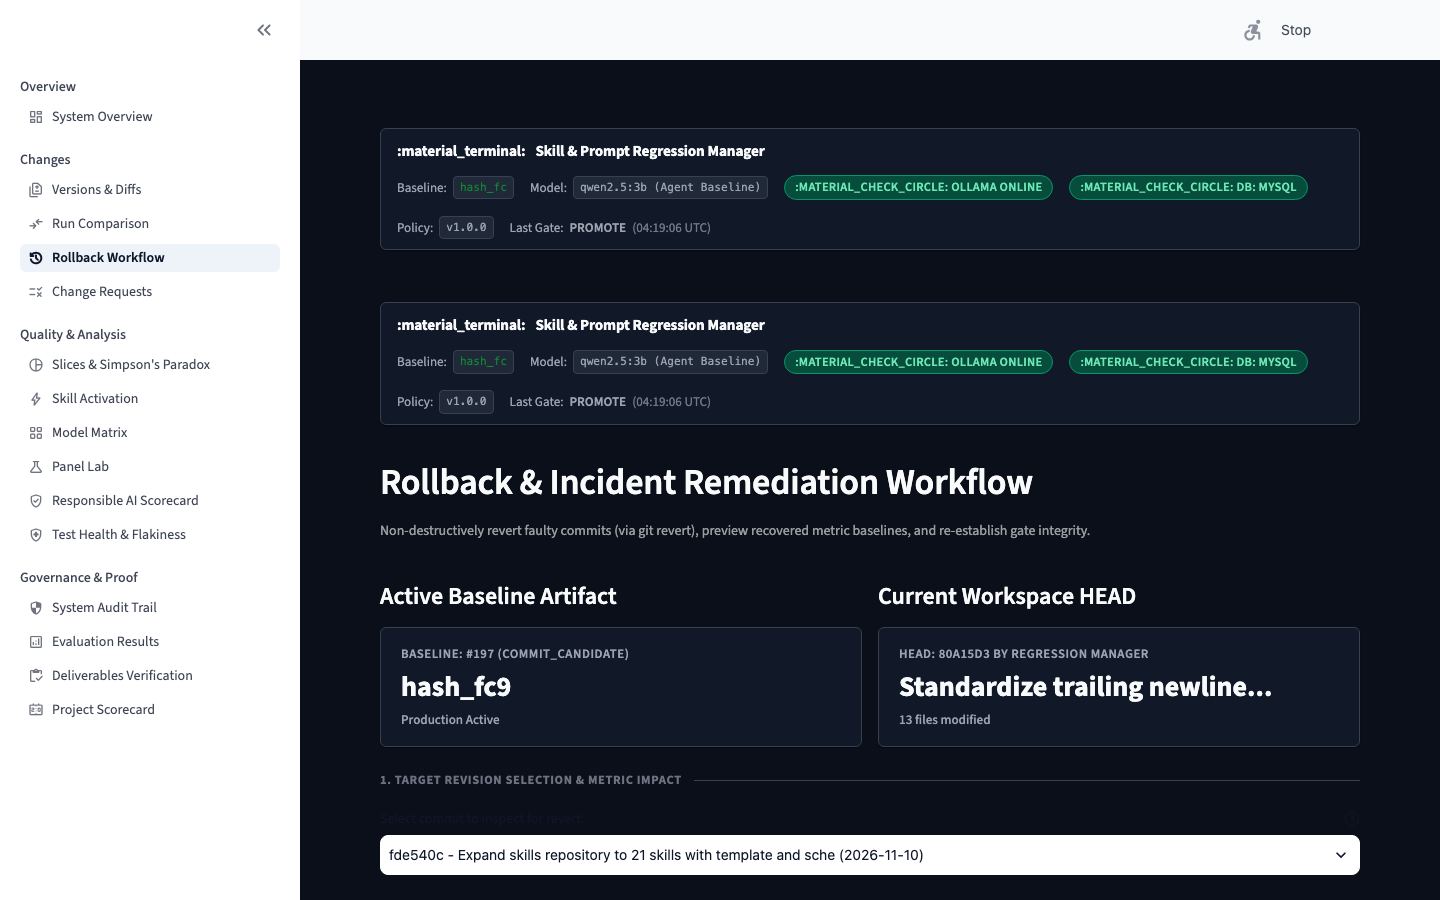 Stop
Overview
System Overview
Changes
Versions & Diffs
Run Comparison
Rollback Workflow
Change Requests
Quality & Analysis
Slices & Simpson's Paradox
Skill Activation
Model Matrix
Panel Lab
Responsible AI Scorecard
Test Health & Flakiness
Governance & Proof
System Audit Trail
Evaluation Results
Deliverables Verification
Project Scorecard
:material_terminal: Skill & Prompt Regression Manager
Baseline: hash_fc Model: qwen2.5:3b (Agent Baseline) :MATERIAL_CHECK_CIRCLE: OLLAMA ONLINE :MATERIAL_CHECK_CIRCLE: DB: MYSQL
Policy: v1.0.0 Last Gate: PROMOTE (04:19:06 UTC)
:material_terminal: Skill & Prompt Regression Manager
Baseline: hash_fc Model: qwen2.5:3b (Agent Baseline) :MATERIAL_CHECK_CIRCLE: OLLAMA ONLINE :MATERIAL_CHECK_CIRCLE: DB: MYSQL
Policy: v1.0.0 Last Gate: PROMOTE (04:19:06 UTC)
Rollback & Incident Remediation Workflow
Non-destructively revert faulty commits (via git revert), preview recovered metric baselines, and re-establish gate integrity.
Active Baseline Artifact
BASELINE: #197 (COMMIT_CANDIDATE)
hash_fc9
Production Active
Current Workspace HEAD
HEAD: 80A15D3 BY REGRESSION MANAGER
Standardize trailing newline...
13 files modified
1. TARGET REVISION SELECTION & METRIC IMPACT
Select commit to inspect for revert:
fde540c - Expand skills repository to 21 skills with template and sche (2026-11-10)